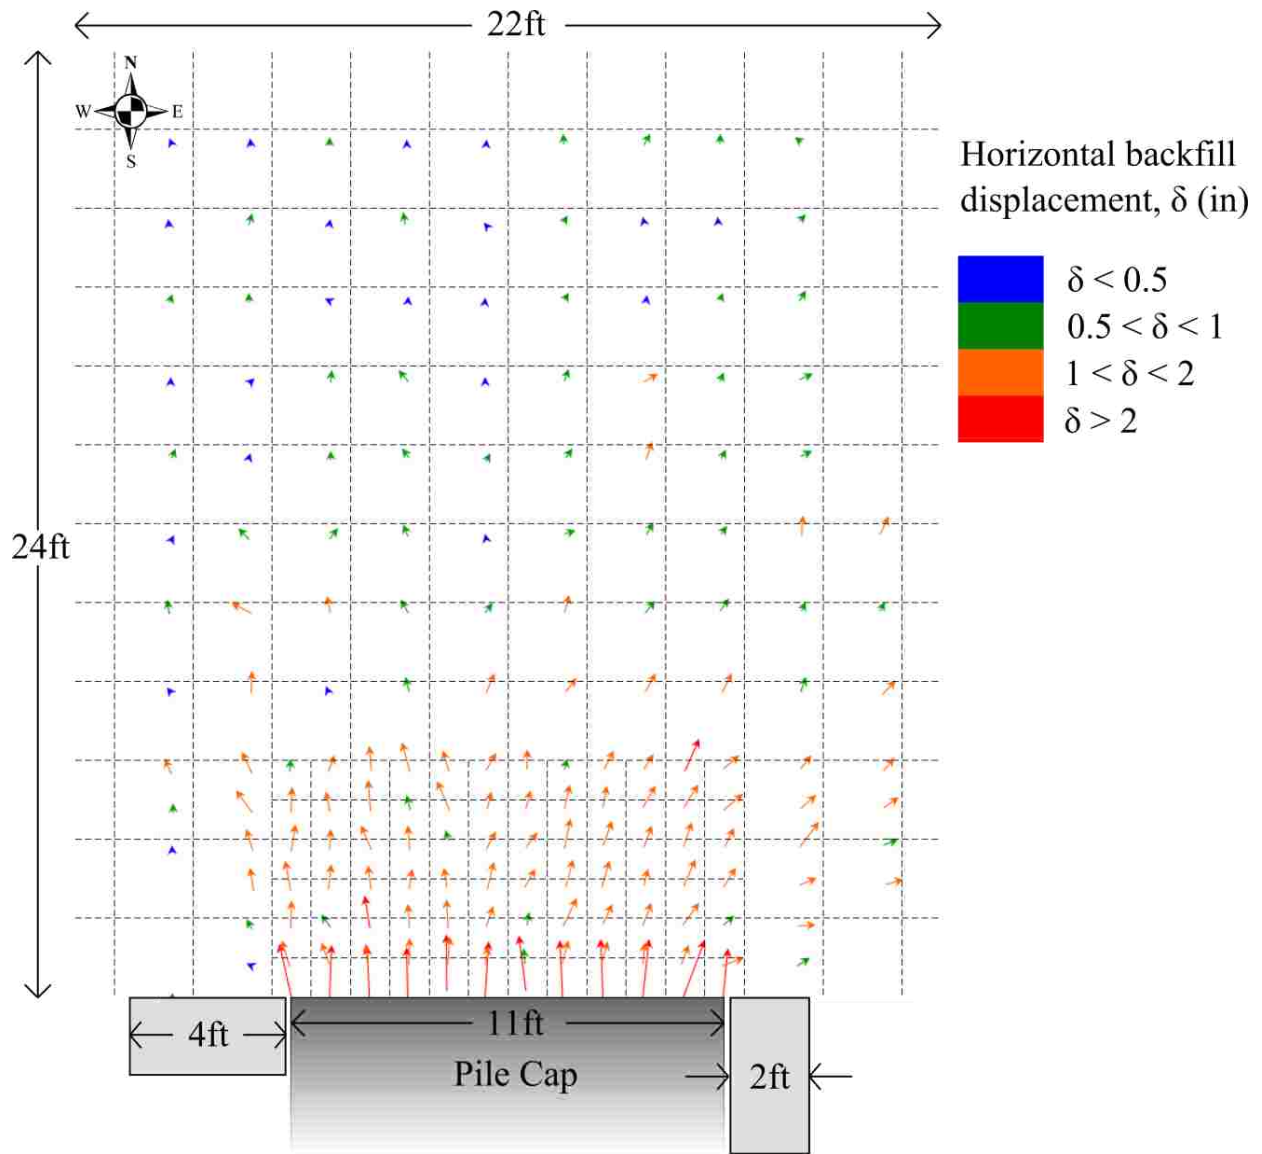 22ft
N
W
E
S
24ft
Horizontal backfill
displacement, δ (in)
δ < 0.5
0.5 < δ < 1
1 < δ < 2
δ > 2
4ft
11ft
Pile Cap
2ft